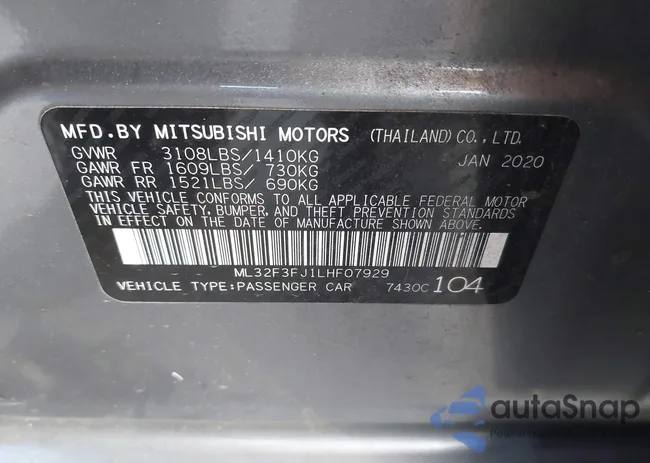 MFD.BY MITSUBISHI MOTORS (THAILAND) CO.,LTD.
GVWR 3108LBS/1410KG JAN 2020
GAWR FR 1609LBS/ 730KG
GAWR RR 1521LBS/ 690KG
THIS VEHICLE CONFORMS TO ALL APPLICABLE FEDERAL MOTOR
VEHICLE SAFETY, BUMPER, AND THEFT PREVENTION STANDARDS
IN EFFECT ON THE DATE OF MANUFACTURE SHOWN ABOVE.
ML32F3FJ1LHF07929
VEHICLE TYPE:PASSENGER CAR 7430C 104
autoSnap
Powered by